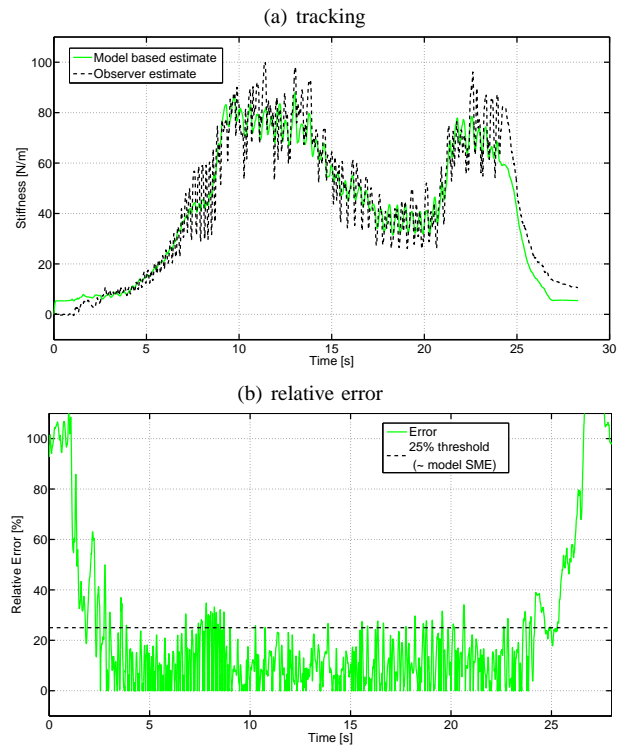 (a) tracking
Model based estimate
Observer estimate
Stiffness [N/m]
100
80
60
40
20
0
0 5 10 15 20 25 30
Time [s]
(b) relative error
Error
25% threshold
(~ model SME)
Relative Error [%]
100
80
60
40
20
0
0 5 10 15 20 25
Time [s]